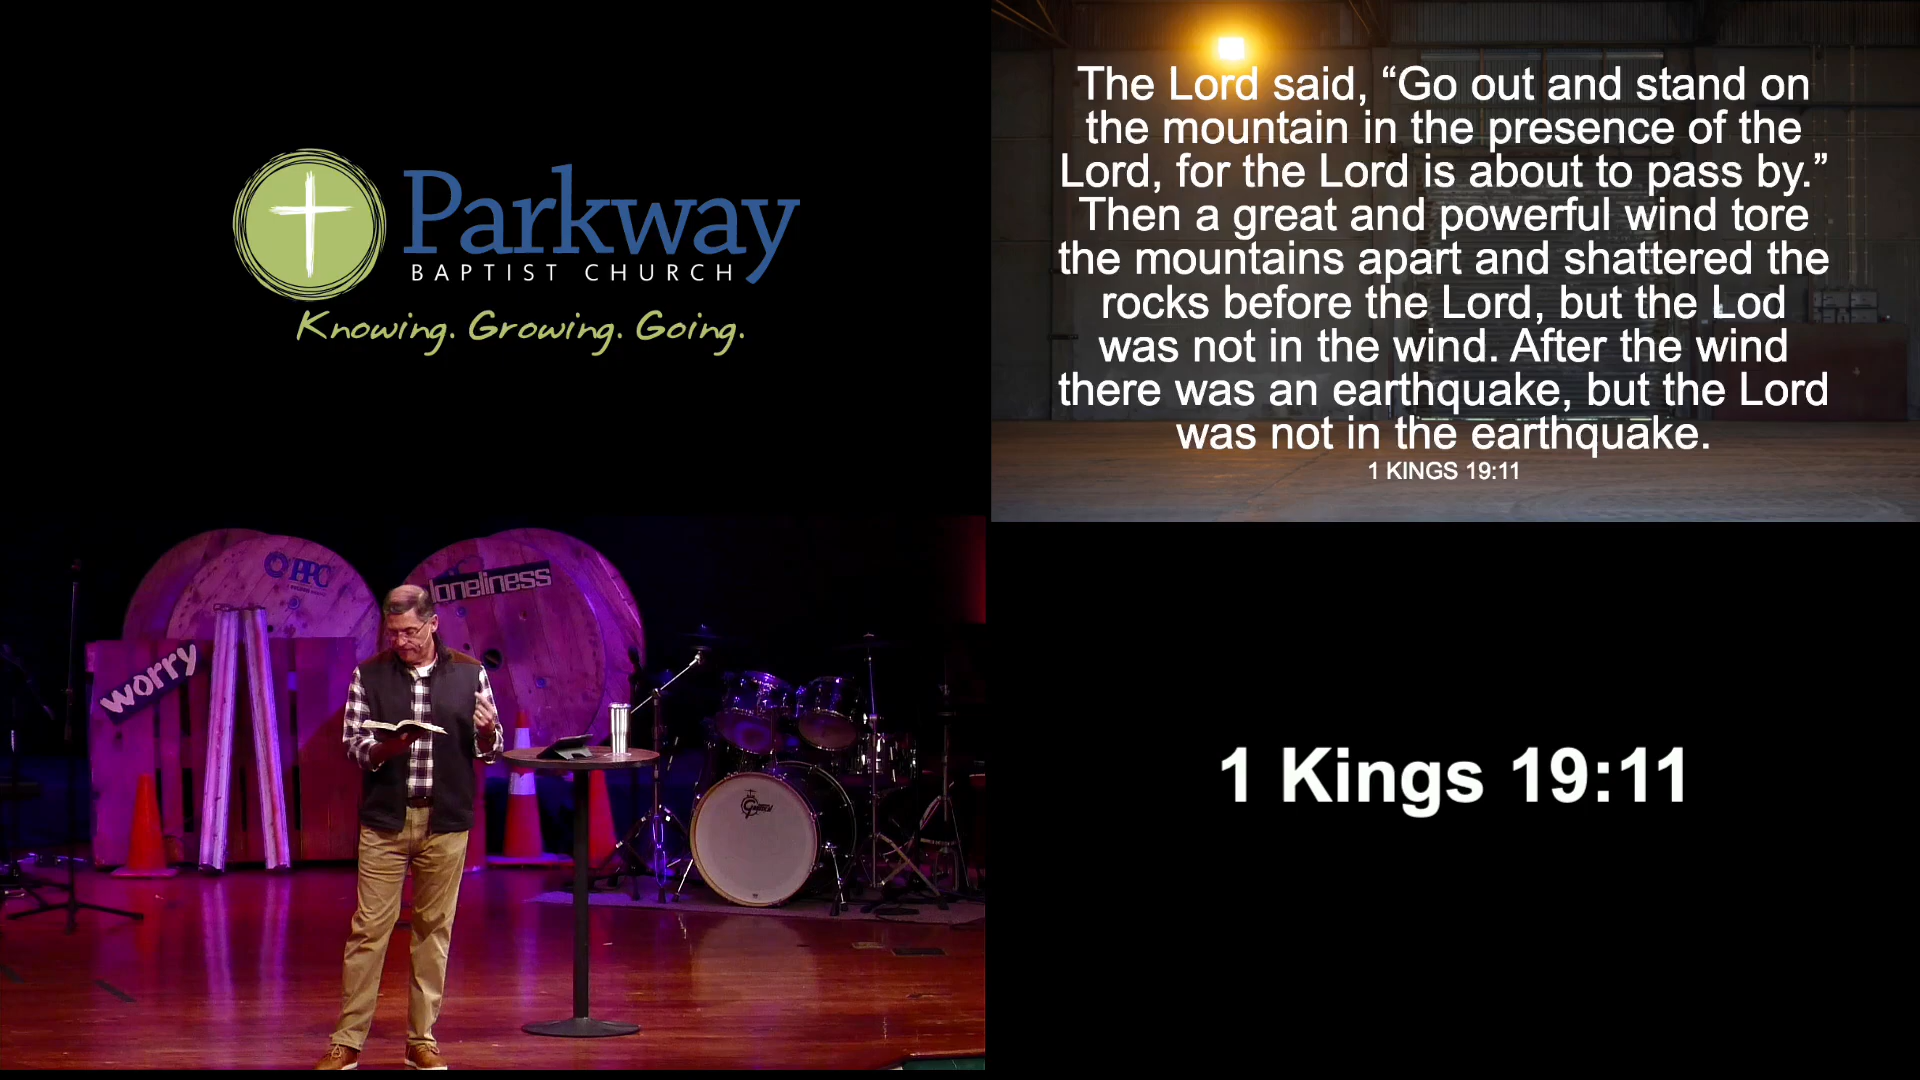 Parkway
BAPTIST CHURCH
Knowing. Growing. Going.
The Lord said, “Go out and stand on
the mountain in the presence of the
Lord, for the Lord is about to pass by.”
Then a great and powerful wind tore
the mountains apart and shattered the
rocks before the Lord, but the Lod
was not in the wind. After the wind
there was an earthquake, but the Lord
was not in the earthquake.
1 KINGS 19:11
PPC
loneliness
worry
Gretsch
1 Kings 19:11